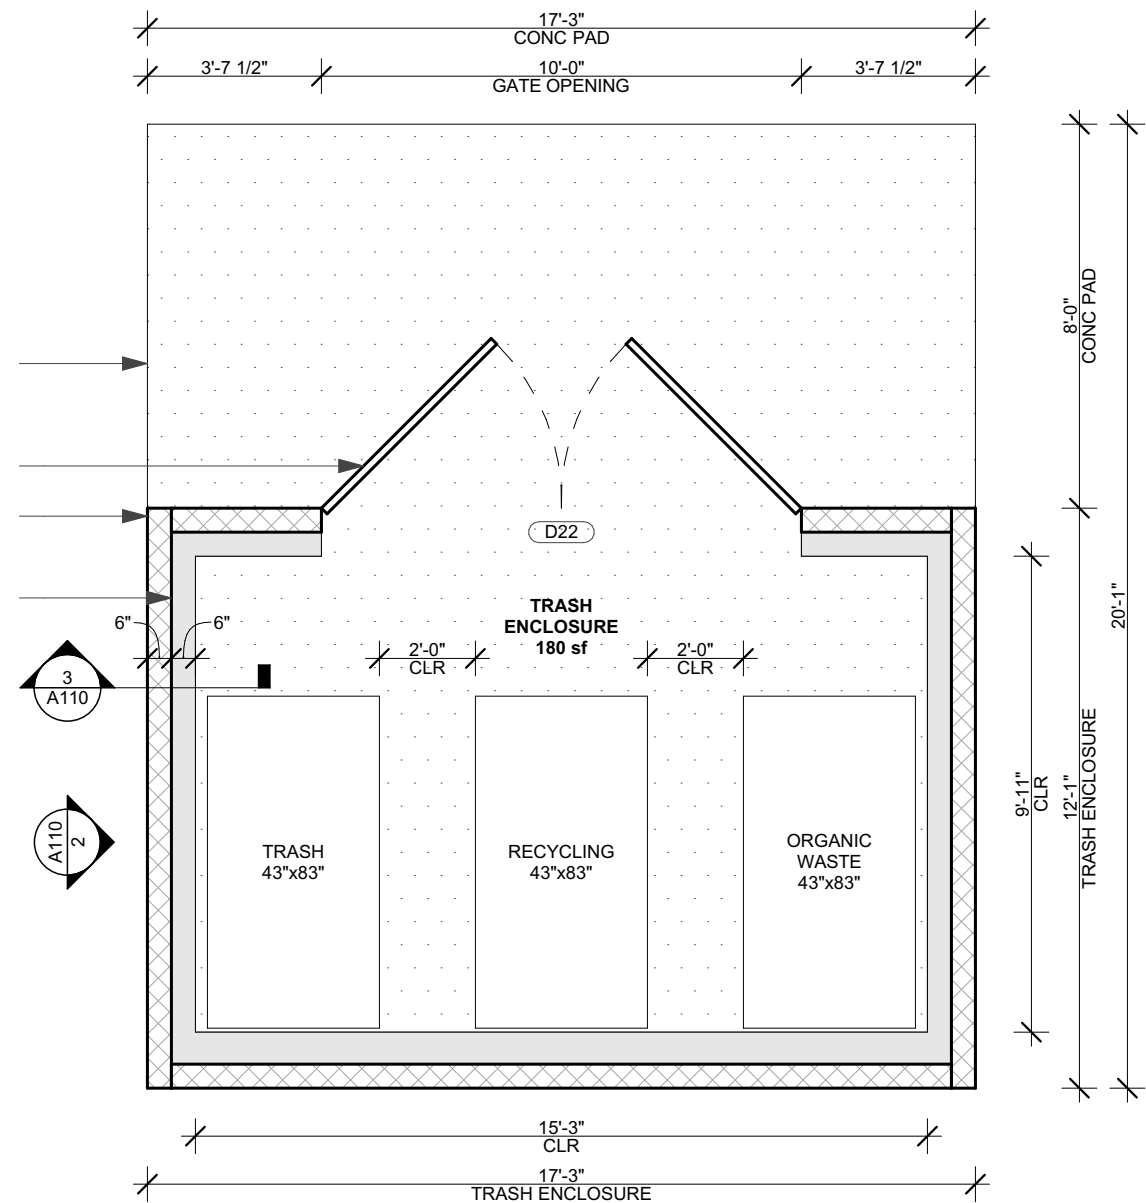 17'-3"
CONC PAD
3'-7 1/2"
10'-0"
GATE OPENING
3'-7 1/2"
8'-0"
CONC PAD
20'-1"
D22
TRASH
ENCLOSURE
180 sf
6"
6"
2'-0"
CLR
2'-0"
CLR
3
A110
9'-11"
CLR
12'-1"
TRASH ENCLOSURE
A110
2
TRASH
43"x83"
RECYCLING
43"x83"
ORGANIC
WASTE
43"x83"
15'-3"
CLR
17'-3"
TRASH ENCLOSURE